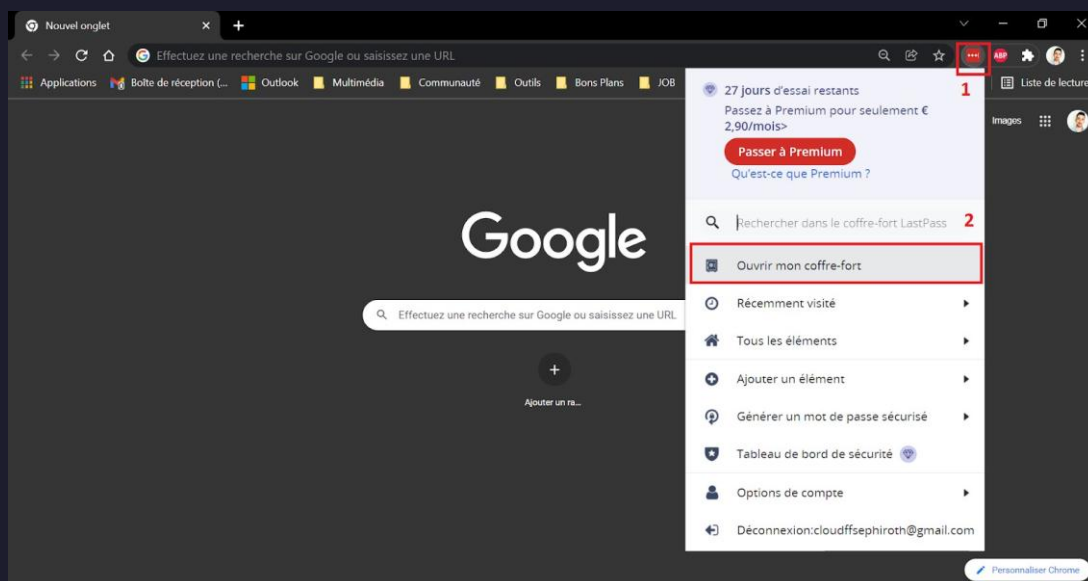 Nouvel onglet
Effectuez une recherche sur Google ou saisissez une URL
ABP
Applications
Boîte de réception (...
Outlook
Multimédia
Communauté
Outils
Bons Plans
JOB
Liste de lecture
1
27 jours d'essai restants
Passez à Premium pour seulement €
2,90/mois>
Passer à Premium
Qu'est-ce que Premium ?
Images
Rechercher dans le coffre-fort LastPass
2
Google
Ouvrir mon coffre-fort
Récemment visité
Effectuez une recherche sur Google ou saisissez une URL
Tous les éléments
Ajouter un élément
Ajouter un ra...
Générer un mot de passe sécurisé
Tableau de bord de sécurité
Options de compte
Déconnexion:cloudffsephiroth@gmail.com
Personnaliser Chrome